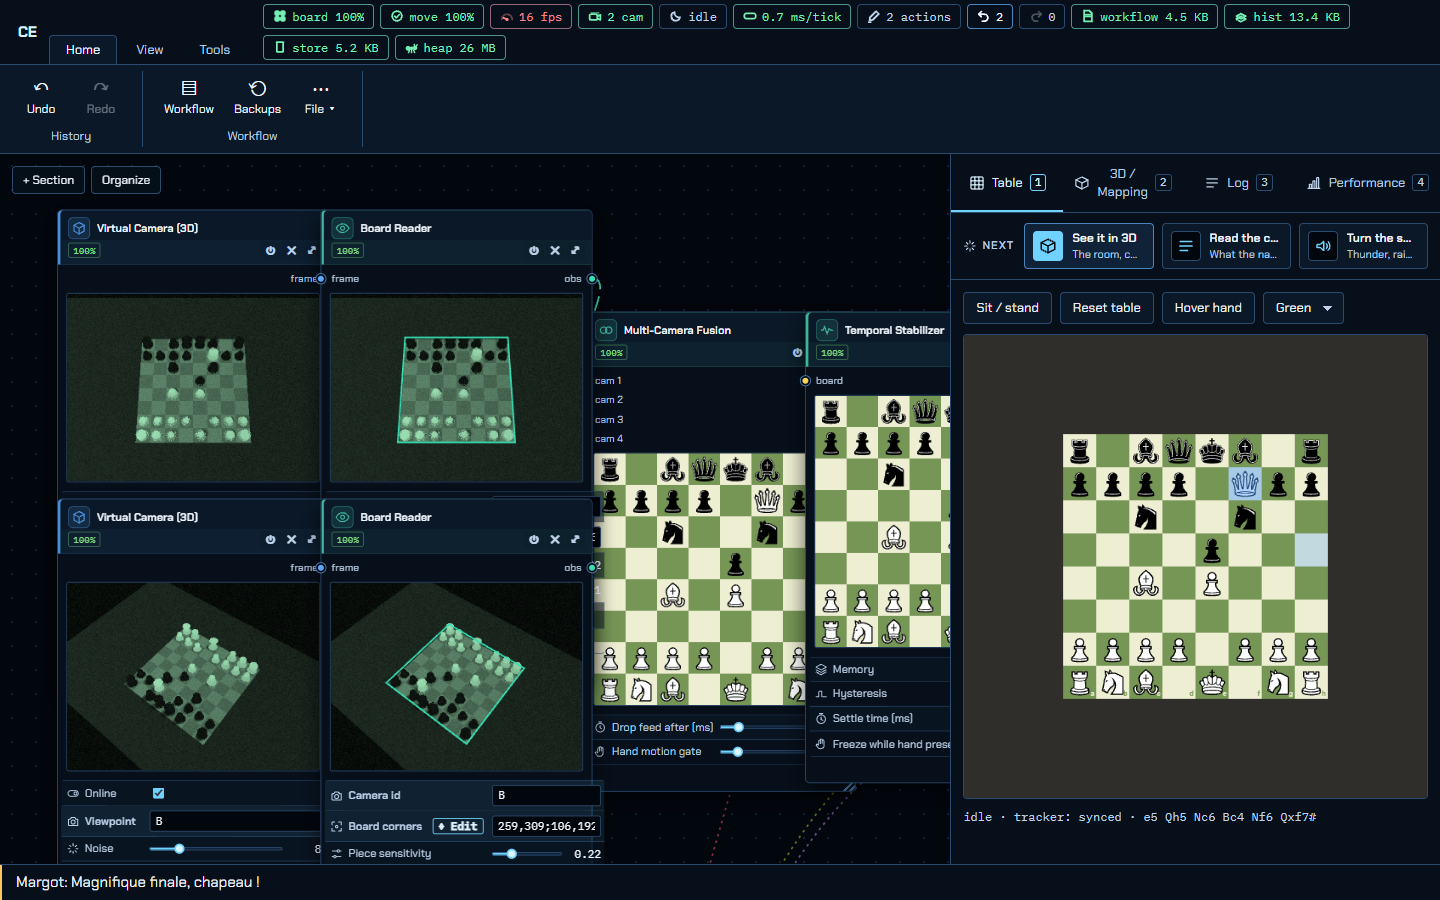 CE
Home
View
Tools
board 100%
move 100%
16 fps
2 cam
idle
0.7 ms/tick
2 actions
2
0
workflow 4.5 KB
hist 13.4 KB
store 5.2 KB
heap 26 MB
Undo
Redo
History
Workflow
Backups
File
Workflow
+ Section
Organize
Virtual Camera (3D)
100%
frame
Board Reader
100%
frame
obs
Virtual Camera (3D)
100%
frame
Online
Viewpoint
B
Noise
8
Board Reader
100%
frame
obs
Camera id
B
Board corners
Edit
259,309;106,192
Piece sensitivity
0.22
Multi-Camera Fusion
100%
cam 1
cam 2
cam 3
cam 4
Drop feed after (ms)
Hand motion gate
Temporal Stabilizer
100%
board
Memory
Hysteresis
Settle time (ms)
Freeze while hand prese
Table
1
3D /
Mapping
2
Log
3
Performance
4
NEXT
See it in 3D
The room, c...
Read the c...
What the na...
Turn the s...
Thunder, rai...
Sit / stand
Reset table
Hover hand
Green
idle · tracker: synced · e5 Qh5 Nc6 Bc4 Nf6 Qxf7#
Margot: Magnifique finale, chapeau !